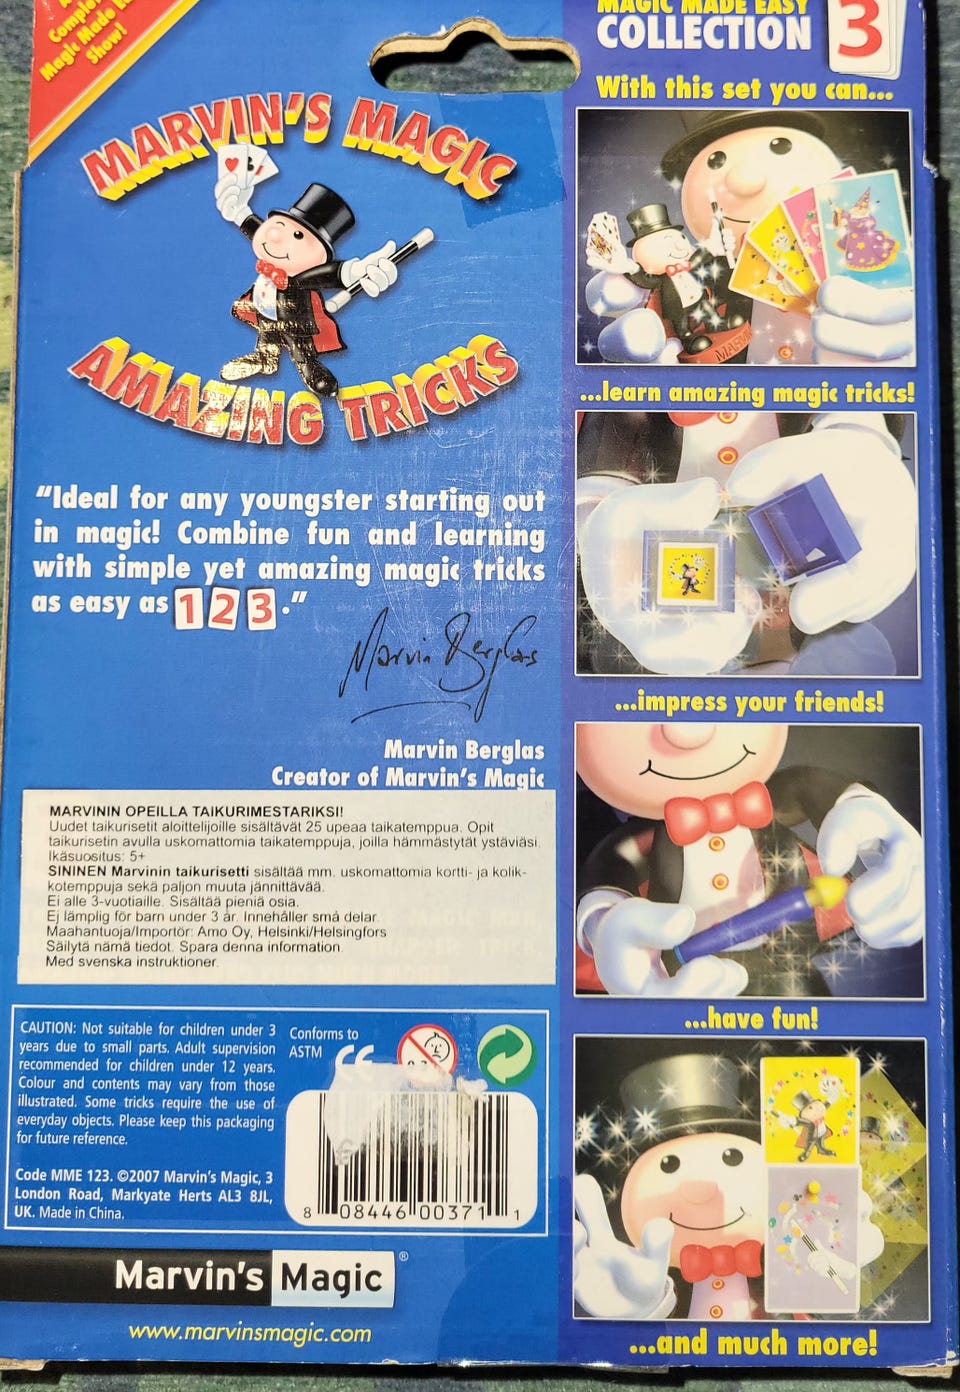 Magic Made
Show!
MARVIN'S MAGIC
AMAZING TRICKS
"Ideal for any youngster starting out
in magic! Combine fun and learning
with simple yet amazing magic tricks
as easy as 1 2 3."
Marvin Berglas
Marvin Berglas
Creator of Marvin's Magic
MARVININ OPEILLA TAIKURIMESTARIKSI!
Uudet taikurisetit aloittelijoille sisältävät 25 upeaa taikatemppua. Opit
taikurisetin avulla uskomattomia taikatemppuja, joilla hämmästytät ystäviäsi.
Ikäsuositus: 5+
SININEN Marvinin taikurisetti sisältää mm. uskomattomia kortti- ja kolik-
kotemppuja sekä paljon muuta jännittävää.
Ei alle 3-vuotiaille. Sisältää pieniä osia.
Ej lämplig för barn under 3 år. Innehåller små delar.
Maahantuoja/Importör: Amo Oy, Helsinki/Helsingfors
Säilytä nämä tiedot. Spara denna information.
Med svenska instruktioner.
CAUTION: Not suitable for children under 3
years due to small parts. Adult supervision
recommended for children under 12 years.
Colour and contents may vary from those
illustrated. Some tricks require the use of
everyday objects. Please keep this packaging
for future reference.
Code MME 123. ©2007 Marvin's Magic, 3
London Road, Markyate Herts AL3 8JL,
UK. Made in China.
Conforms to
ASTM
CE
0-3
8 08446 00371 1
Marvin's Magic®
www.marvinsmagic.com
MAGIC MADE EASY
COLLECTION 3
With this set you can...
MARV
...learn amazing magic tricks!
...impress your friends!
...have fun!
...and much more!